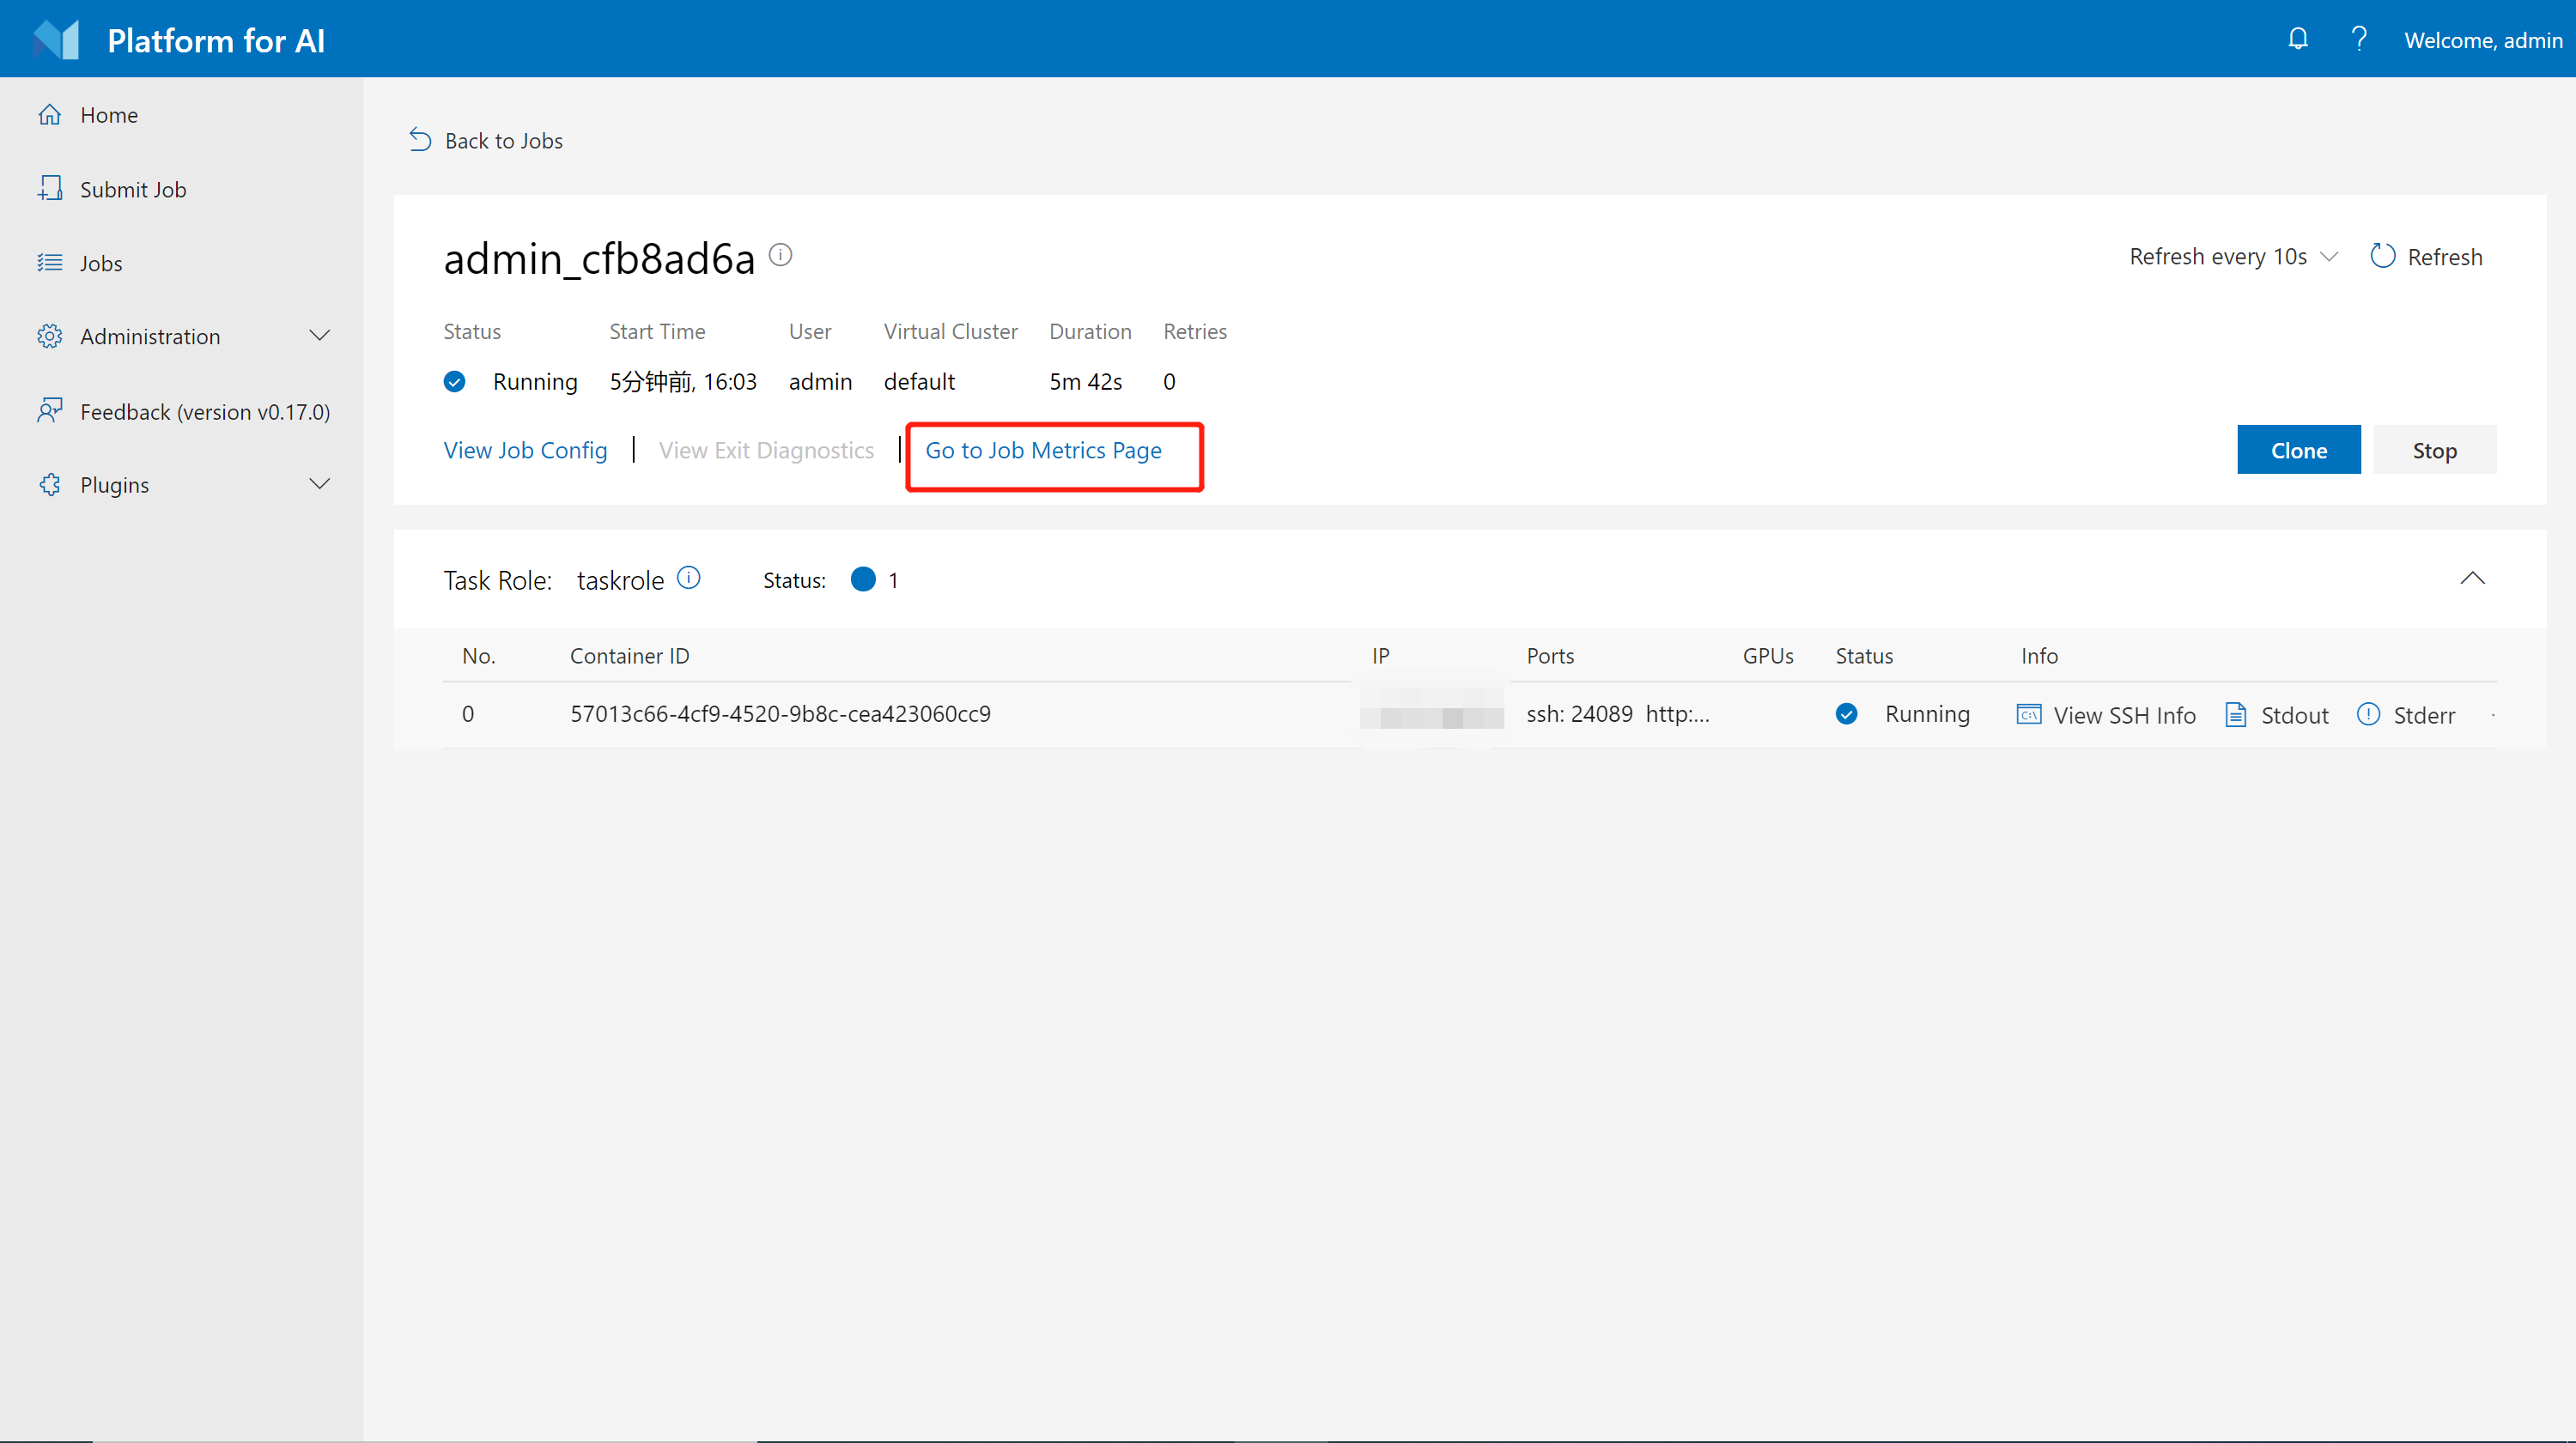 Platform for AI
Welcome, admin
Home
Submit Job
Jobs
Administration
Feedback (version v0.17.0)
Plugins
Back to Jobs
admin_cfb8ad6a
Refresh every 10s
Refresh
Status Start Time User Virtual Cluster Duration Retries
Running 5分钟前, 16:03 admin default 5m 42s 0
View Job Config | View Exit Diagnostics | Go to Job Metrics Page
Clone
Stop
Task Role: taskrole Status: 1
No. Container ID IP Ports GPUs Status Info
0 57013c66-4cf9-4520-9b8c-cea423060cc9 ssh: 24089 http:... Running View SSH Info Stdout Stderr